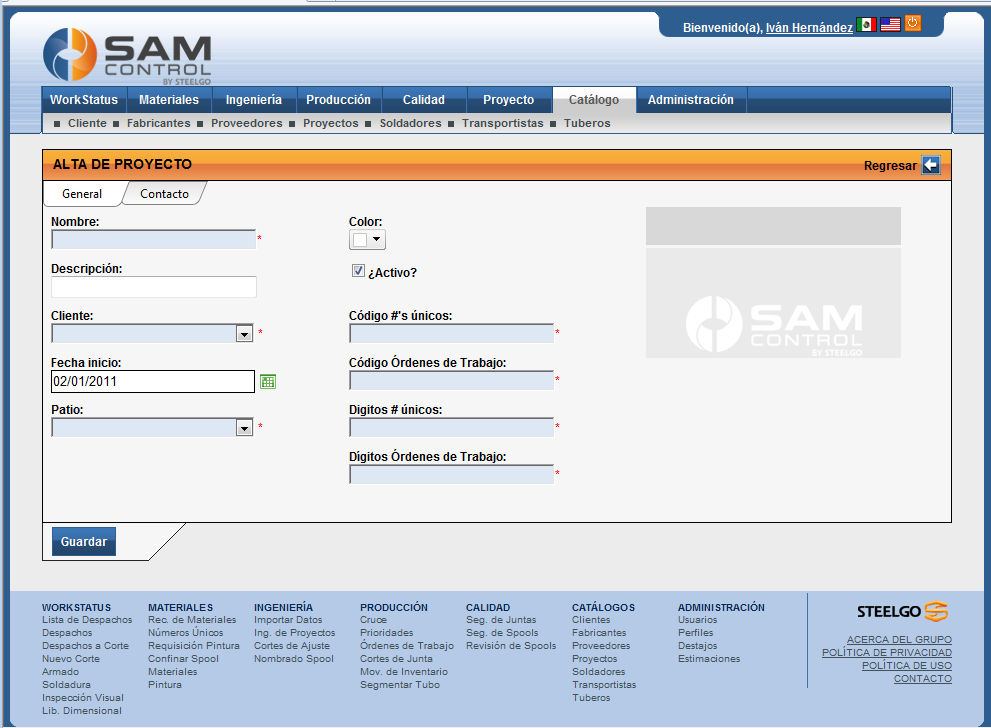 Bienvenido(a), Iván Hernández
SAM
CONTROL
BY STEELGO
WorkStatus Materiales Ingeniería Producción Calidad Proyecto Catálogo Administración
Cliente Fabricantes Proveedores Proyectos Soldadores Transportistas Tuberos
ALTA DE PROYECTO Regresar
General Contacto
Nombre: Color:
*
Descripción: ¿Activo?
Cliente: Código #'s únicos:
* *
Fecha inicio: Código Órdenes de Trabajo:
02/01/2011 *
Patio: Digitos # únicos:
* *
Digitos Órdenes de Trabajo:
*
SAM
CONTROL
BY STEELGO
Guardar
WORKSTATUS
Lista de Despachos
Despachos
Despachos a Corte
Nuevo Corte
Armado
Soldadura
Inspección Visual
Lib. Dimensional
MATERIALES
Rec. de Materiales
Números Únicos
Requisición Pintura
Confinar Spool
Materiales
Pintura
INGENIERÍA
Importar Datos
Ing. de Proyectos
Cortes de Ajuste
Nombrado Spool
PRODUCCIÓN
Cruce
Prioridades
Órdenes de Trabajo
Cortes de Junta
Mov. de Inventario
Segmentar Tubo
CALIDAD
Seg. de Juntas
Seg. de Spools
Revisión de Spools
CATÁLOGOS
Clientes
Fabricantes
Proveedores
Proyectos
Soldadores
Transportistas
Tuberos
ADMINISTRACIÓN
Usuarios
Perfiles
Destajos
Estimaciones
STEELGO
ACERCA DEL GRUPO
POLÍTICA DE PRIVACIDAD
POLÍTICA DE USO
CONTACTO